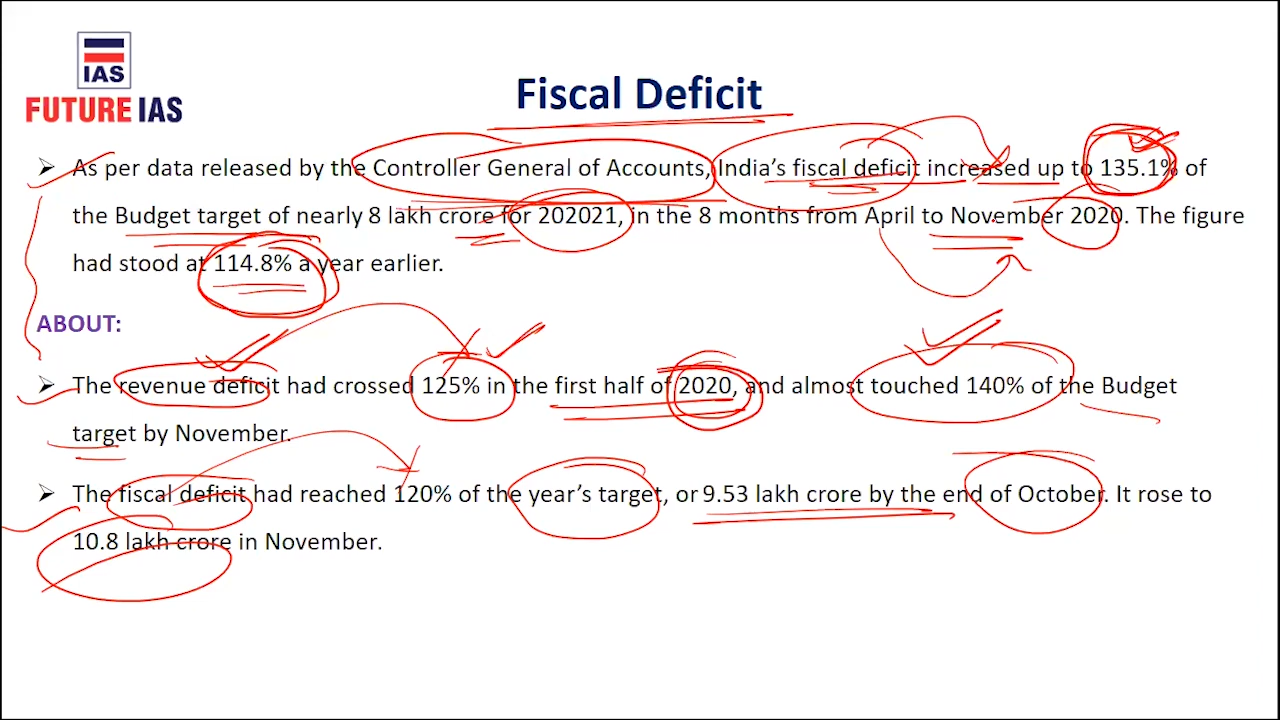 IAS
FUTURE IAS
Fiscal Deficit
➢ As per data released by the Controller General of Accounts, India's fiscal deficit increased up to 135.1% of
the Budget target of nearly 8 lakh crore for 202021, in the 8 months from April to November 2020. The figure
had stood at 114.8% a year earlier.
ABOUT:
➢ The revenue deficit had crossed 125% in the first half of 2020, and almost touched 140% of the Budget
target by November.
➢ The fiscal deficit had reached 120% of the year's target, or 9.53 lakh crore by the end of October. It rose to
10.8 lakh crore in November.